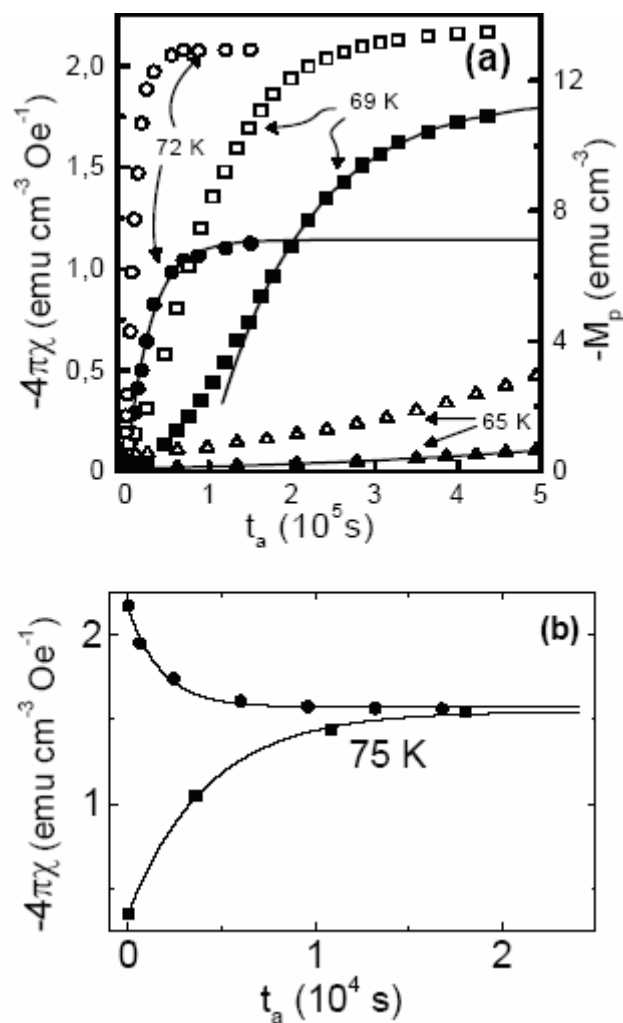 (a)
-4πχ (emu cm⁻³ Oe⁻¹)
2,0
1,5
1,0
0,5
0
72 K
69 K
65 K
12
8
4
0
-Mₚ (emu cm⁻³)
0 1 2 3 4 5
tₐ (10⁵s)
(b)
-4πχ (emu cm⁻³ Oe⁻¹)
2
1
75 K
0 1 2
tₐ (10⁴ s)